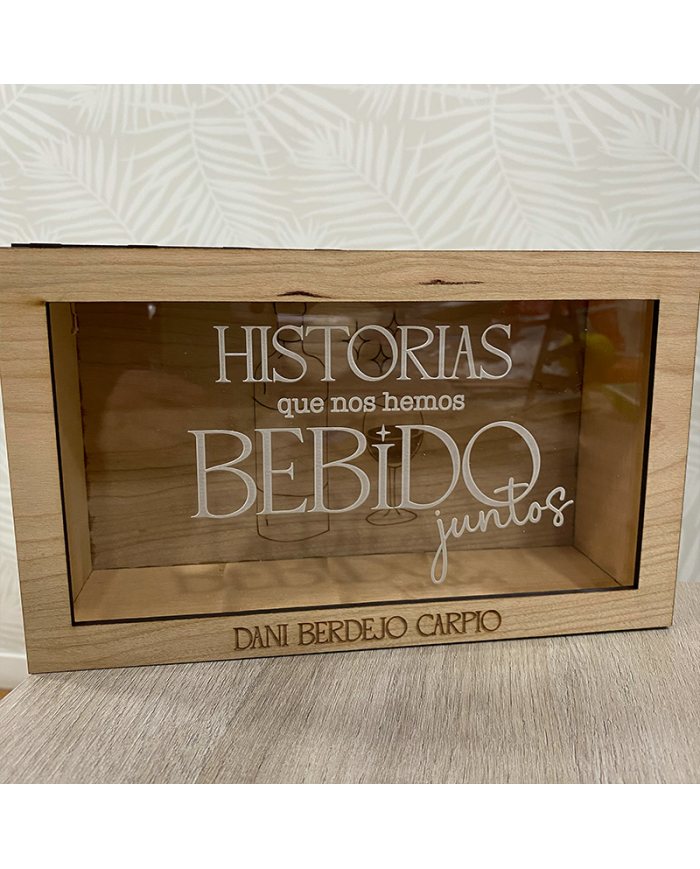 HISTORIAS
que nos hemos
BEBiDO
juntos
DANI BERDEJO CARPIO